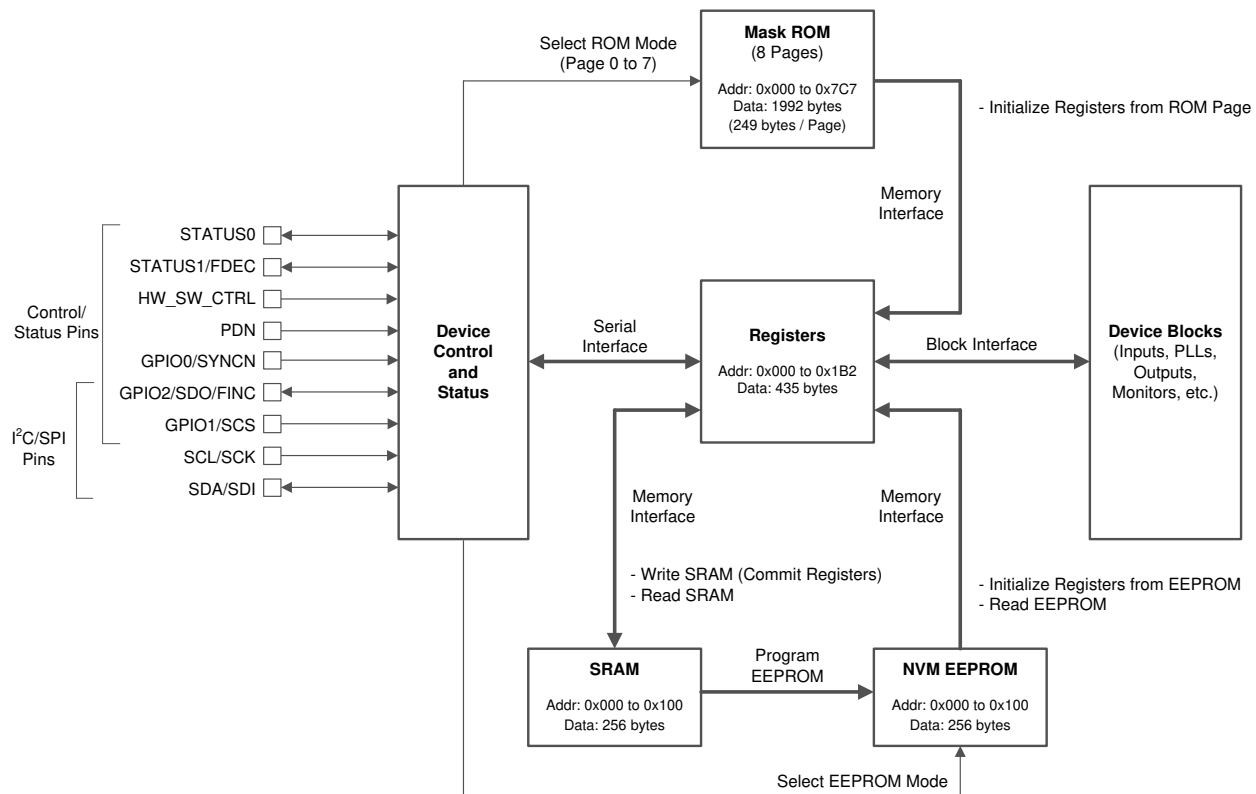 Mask ROM
(8 Pages)
Addr: 0x000 to 0x7C7
Data: 1992 bytes
(249 bytes / Page)
Select ROM Mode
(Page 0 to 7)
- Initialize Registers from ROM Page
Memory
Interface
Control/
Status Pins
I²C/SPI
Pins
STATUS0
STATUS1/FDEC
HW_SW_CTRL
PDN
GPIO0/SYNCN
GPIO2/SDO/FINC
GPIO1/SCS
SCL/SCK
SDA/SDI
Device
Control
and
Status
Serial
Interface
Registers
Addr: 0x000 to 0x1B2
Data: 435 bytes
Block Interface
Device Blocks
(Inputs, PLLs,
Outputs,
Monitors, etc.)
Memory
Interface
- Write SRAM (Commit Registers)
- Read SRAM
Memory
Interface
- Initialize Registers from EEPROM
- Read EEPROM
SRAM
Addr: 0x000 to 0x100
Data: 256 bytes
Program
EEPROM
NVM EEPROM
Addr: 0x000 to 0x100
Data: 256 bytes
Select EEPROM Mode